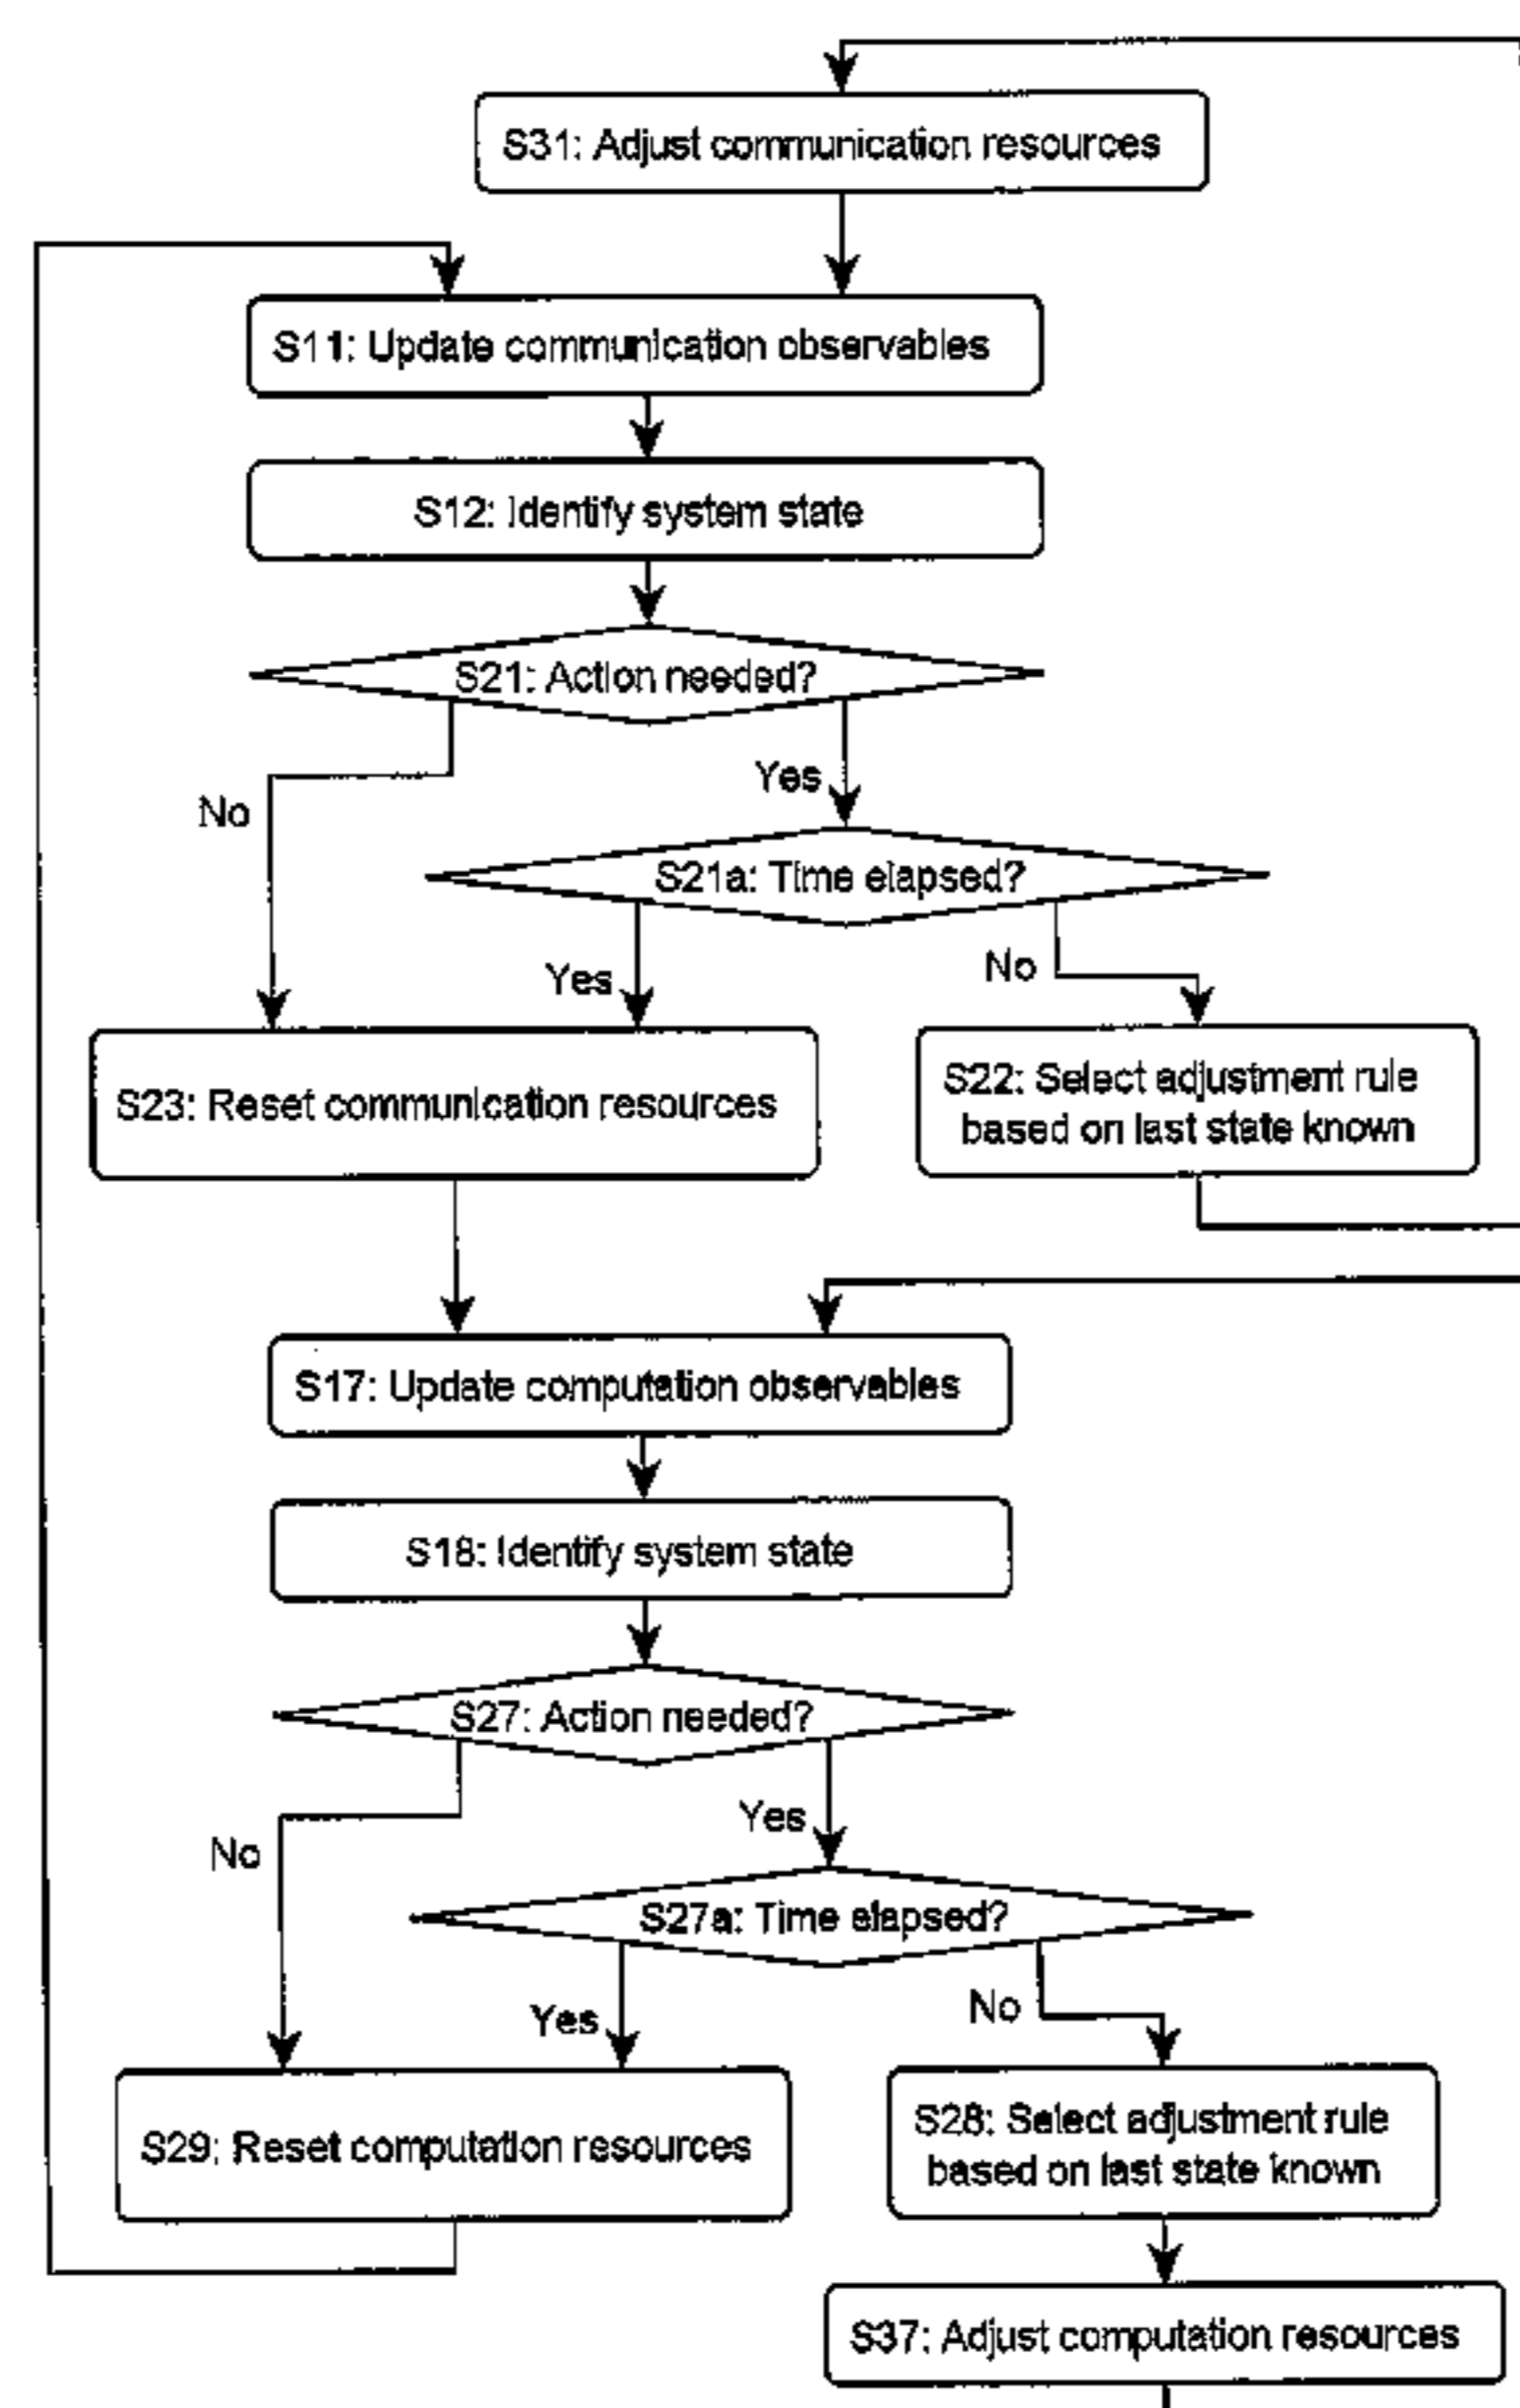 S31: Adjust communication resources
S11: Update communication observables
S12: Identify system state
S21: Action needed?
Yes
No
S21a: Time elapsed?
No
Yes
S22: Select adjustment rule
based on last state known
S23: Reset communication resources
S17: Update computation observables
S18: Identify system state
S27: Action needed?
Yes
No
S27a: Time elapsed?
No
Yes
S28: Select adjustment rule
based on last state known
S29: Reset computation resources
S37: Adjust computation resources